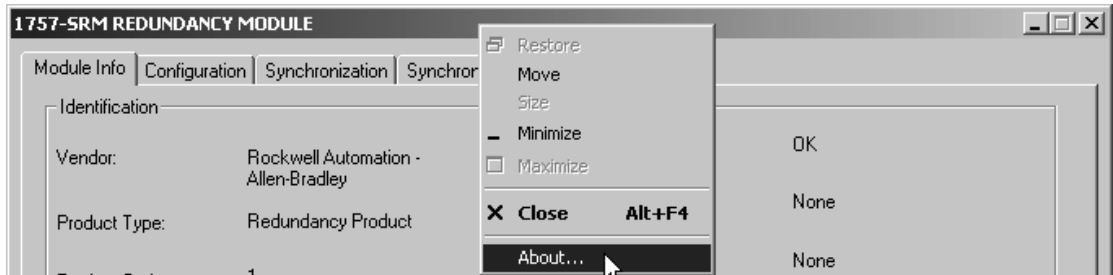 1757-SRM REDUNDANCY MODULE
Module Info Configuration Synchronization Synchron
Restore
Move
Size
Minimize
Maximize
Close Alt+F4
About...
Identification
Vendor: Rockwell Automation -
Allen-Bradley
Product Type: Redundancy Product
1
OK
None
None